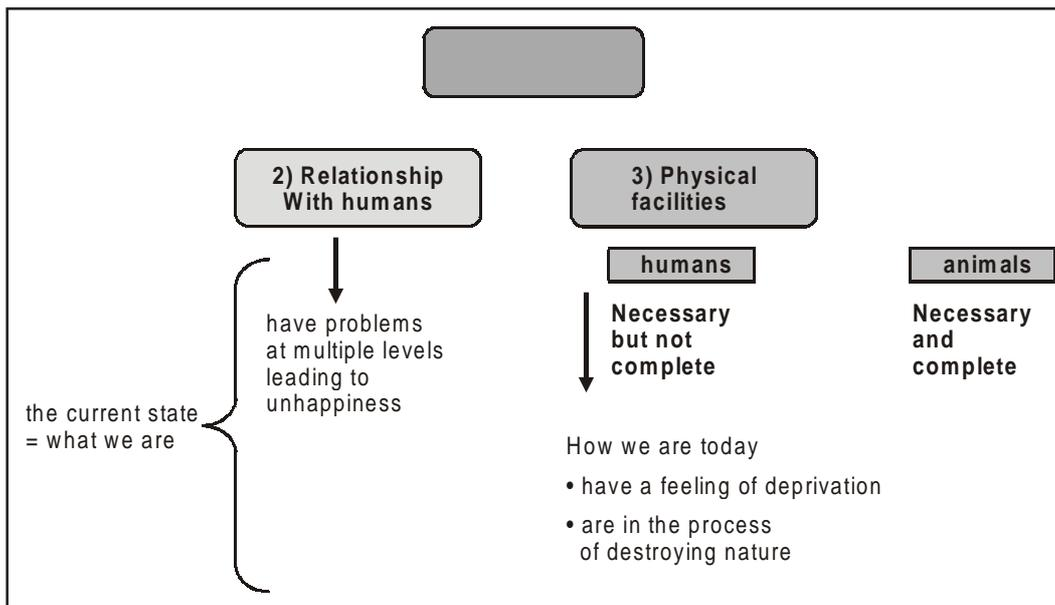 2) Relationship
With humans
3) Physical
facilities
humans
animals
Necessary
but not
complete
Necessary
and
complete
have problems
at multiple levels
leading to
unhappiness
the current state
= what we are
How we are today
• have a feeling of deprivation
• are in the process
of destroying nature